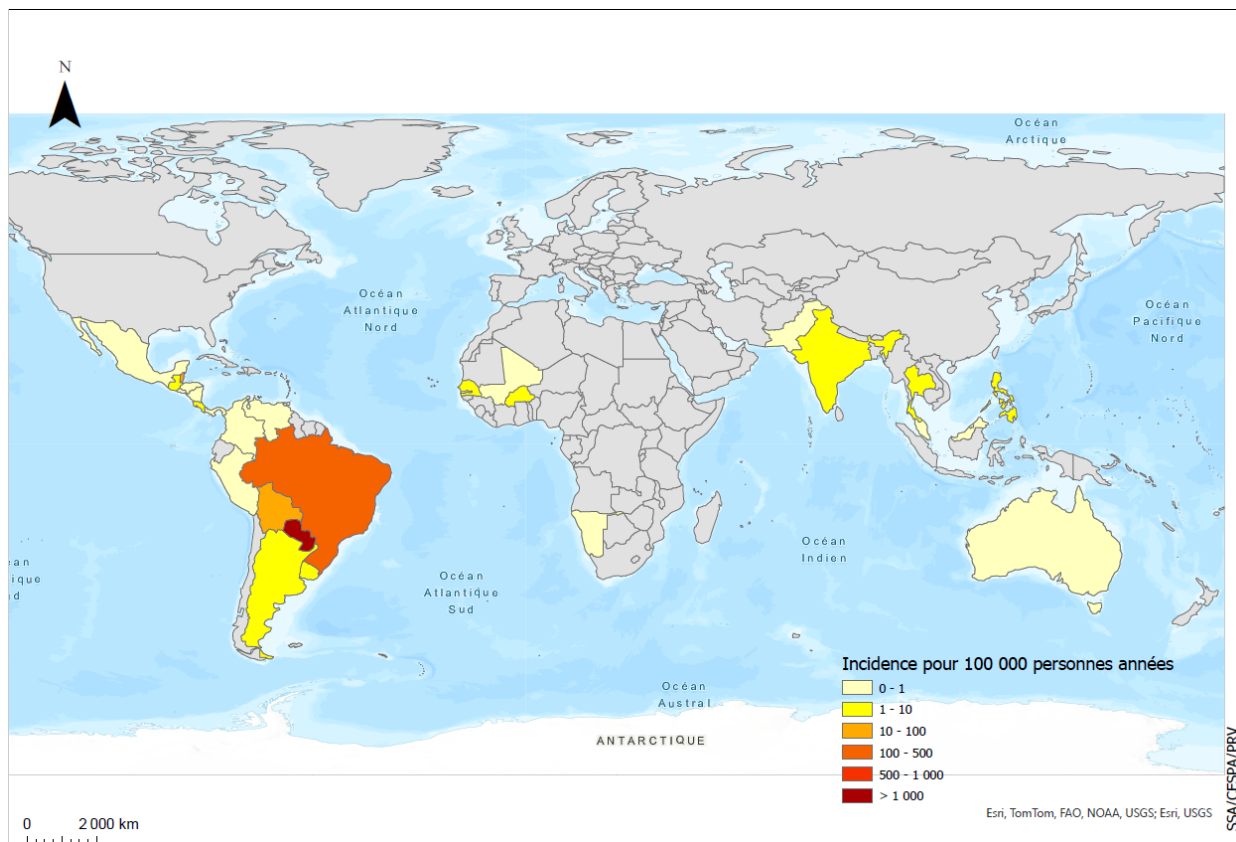 N
Océan
Arctique
Océan
Atlantique
Nord
Océan
Pacifique
Nord
Océan
Indien
Océan
Atlantique
Sud
Océan
Austral
ANTARCTIQUE
Incidence pour 100 000 personnes années
0 - 1
1 - 10
10 - 100
100 - 500
500 - 1 000
> 1 000
Esri, TomTom, FAO, NOAA, USGS; Esri, USGS
SSA/CESPA/PRV
0 2 000 km